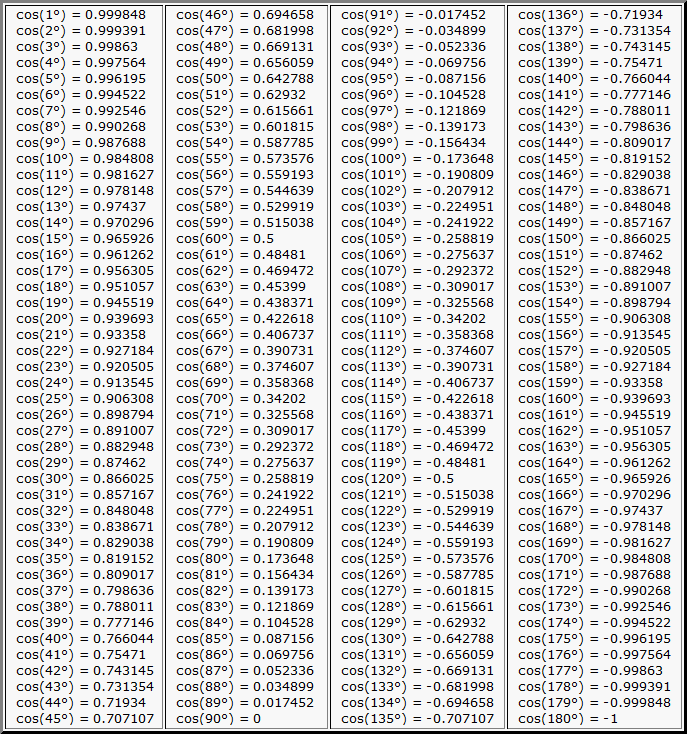 cos(1°) = 0.999848
cos(2°) = 0.999391
cos(3°) = 0.99863
cos(4°) = 0.997564
cos(5°) = 0.996195
cos(6°) = 0.994522
cos(7°) = 0.992546
cos(8°) = 0.990268
cos(9°) = 0.987688
cos(10°) = 0.984808
cos(11°) = 0.981627
cos(12°) = 0.978148
cos(13°) = 0.97437
cos(14°) = 0.970296
cos(15°) = 0.965926
cos(16°) = 0.961262
cos(17°) = 0.956305
cos(18°) = 0.951057
cos(19°) = 0.945519
cos(20°) = 0.939693
cos(21°) = 0.93358
cos(22°) = 0.927184
cos(23°) = 0.920505
cos(24°) = 0.913545
cos(25°) = 0.906308
cos(26°) = 0.898794
cos(27°) = 0.891007
cos(28°) = 0.882948
cos(29°) = 0.87462
cos(30°) = 0.866025
cos(31°) = 0.857167
cos(32°) = 0.848048
cos(33°) = 0.838671
cos(34°) = 0.829038
cos(35°) = 0.819152
cos(36°) = 0.809017
cos(37°) = 0.798636
cos(38°) = 0.788011
cos(39°) = 0.777146
cos(40°) = 0.766044
cos(41°) = 0.75471
cos(42°) = 0.743145
cos(43°) = 0.731354
cos(44°) = 0.71934
cos(45°) = 0.707107
cos(46°) = 0.694658
cos(47°) = 0.681998
cos(48°) = 0.669131
cos(49°) = 0.656059
cos(50°) = 0.642788
cos(51°) = 0.62932
cos(52°) = 0.615661
cos(53°) = 0.601815
cos(54°) = 0.587785
cos(55°) = 0.573576
cos(56°) = 0.559193
cos(57°) = 0.544639
cos(58°) = 0.529919
cos(59°) = 0.515038
cos(60°) = 0.5
cos(61°) = 0.48481
cos(62°) = 0.469472
cos(63°) = 0.45399
cos(64°) = 0.438371
cos(65°) = 0.422618
cos(66°) = 0.406737
cos(67°) = 0.390731
cos(68°) = 0.374607
cos(69°) = 0.358368
cos(70°) = 0.34202
cos(71°) = 0.325568
cos(72°) = 0.309017
cos(73°) = 0.292372
cos(74°) = 0.275637
cos(75°) = 0.258819
cos(76°) = 0.241922
cos(77°) = 0.224951
cos(78°) = 0.207912
cos(79°) = 0.190809
cos(80°) = 0.173648
cos(81°) = 0.156434
cos(82°) = 0.139173
cos(83°) = 0.121869
cos(84°) = 0.104528
cos(85°) = 0.087156
cos(86°) = 0.069756
cos(87°) = 0.052336
cos(88°) = 0.034899
cos(89°) = 0.017452
cos(90°) = 0
cos(91°) = -0.017452
cos(92°) = -0.034899
cos(93°) = -0.052336
cos(94°) = -0.069756
cos(95°) = -0.087156
cos(96°) = -0.104528
cos(97°) = -0.121869
cos(98°) = -0.139173
cos(99°) = -0.156434
cos(100°) = -0.173648
cos(101°) = -0.190809
cos(102°) = -0.207912
cos(103°) = -0.224951
cos(104°) = -0.241922
cos(105°) = -0.258819
cos(106°) = -0.275637
cos(107°) = -0.292372
cos(108°) = -0.309017
cos(109°) = -0.325568
cos(110°) = -0.34202
cos(111°) = -0.358368
cos(112°) = -0.374607
cos(113°) = -0.390731
cos(114°) = -0.406737
cos(115°) = -0.422618
cos(116°) = -0.438371
cos(117°) = -0.45399
cos(118°) = -0.469472
cos(119°) = -0.48481
cos(120°) = -0.5
cos(121°) = -0.515038
cos(122°) = -0.529919
cos(123°) = -0.544639
cos(124°) = -0.559193
cos(125°) = -0.573576
cos(126°) = -0.587785
cos(127°) = -0.601815
cos(128°) = -0.615661
cos(129°) = -0.62932
cos(130°) = -0.642788
cos(131°) = -0.656059
cos(132°) = -0.669131
cos(133°) = -0.681998
cos(134°) = -0.694658
cos(135°) = -0.707107
cos(136°) = -0.71934
cos(137°) = -0.731354
cos(138°) = -0.743145
cos(139°) = -0.75471
cos(140°) = -0.766044
cos(141°) = -0.777146
cos(142°) = -0.788011
cos(143°) = -0.798636
cos(144°) = -0.809017
cos(145°) = -0.819152
cos(146°) = -0.829038
cos(147°) = -0.838671
cos(148°) = -0.848048
cos(149°) = -0.857167
cos(150°) = -0.866025
cos(151°) = -0.87462
cos(152°) = -0.882948
cos(153°) = -0.891007
cos(154°) = -0.898794
cos(155°) = -0.906308
cos(156°) = -0.913545
cos(157°) = -0.920505
cos(158°) = -0.927184
cos(159°) = -0.93358
cos(160°) = -0.939693
cos(161°) = -0.945519
cos(162°) = -0.951057
cos(163°) = -0.956305
cos(164°) = -0.961262
cos(165°) = -0.965926
cos(166°) = -0.970296
cos(167°) = -0.97437
cos(168°) = -0.978148
cos(169°) = -0.981627
cos(170°) = -0.984808
cos(171°) = -0.987688
cos(172°) = -0.990268
cos(173°) = -0.992546
cos(174°) = -0.994522
cos(175°) = -0.996195
cos(176°) = -0.997564
cos(177°) = -0.99863
cos(178°) = -0.999391
cos(179°) = -0.999848
cos(180°) = -1